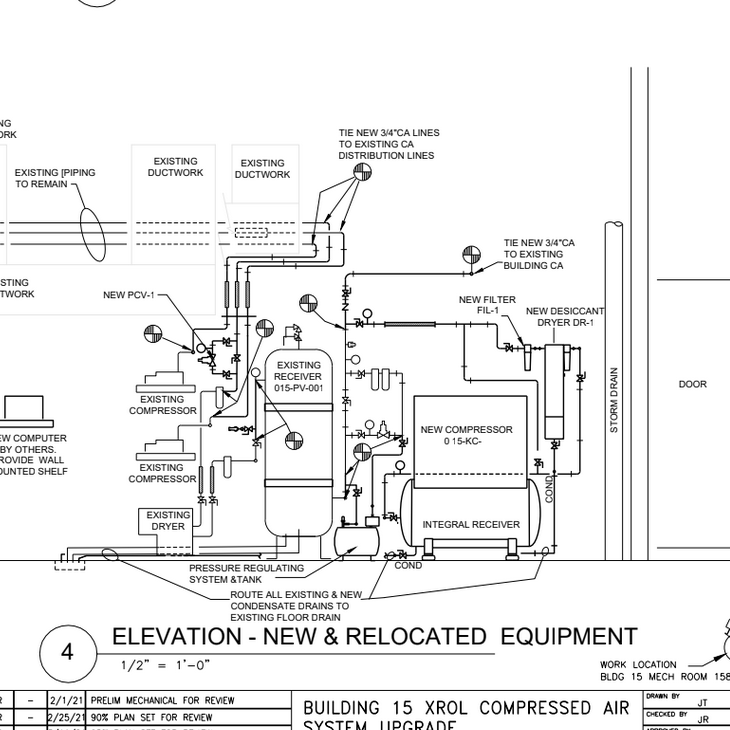 NG
ORK
EXISTING [PIPING
TO REMAIN
EXISTING
DUCTWORK
EXISTING
DUCTWORK
TIE NEW 3/4"CA LINES
TO EXISTING CA
DISTRIBUTION LINES
TIE NEW 3/4"CA
TO EXISTING
BUILDING CA
STING
TWORK
NEW PCV-1
NEW FILTER
FIL-1
NEW DESICCANT
DRYER DR-1
EXISTING
RECEIVER
015-PV-001
EXISTING
COMPRESSOR
STORM DRAIN
DOOR
EW COMPUTER
BY OTHERS.
ROVIDE WALL
OUNTED SHELF
NEW COMPRESSOR
0 15-KC-
EXISTING
COMPRESSOR
COND
EXISTING
DRYER
INTEGRAL RECEIVER
PRESSURE REGULATING
SYSTEM &TANK
COND
ROUTE ALL EXISTING & NEW
CONDENSATE DRAINS TO
EXISTING FLOOR DRAIN
4
ELEVATION - NEW & RELOCATED EQUIPMENT
1/2" = 1'-0"
WORK LOCATION
BLDG 15 MECH ROOM 158
R - 2/1/21 PRELIM MECHANICAL FOR REVIEW
R - 2/25/21 90% PLAN SET FOR REVIEW
BUILDING 15 XROL COMPRESSED AIR
SYSTEM UPGRADE
DRAWN BY
JT
CHECKED BY
JR